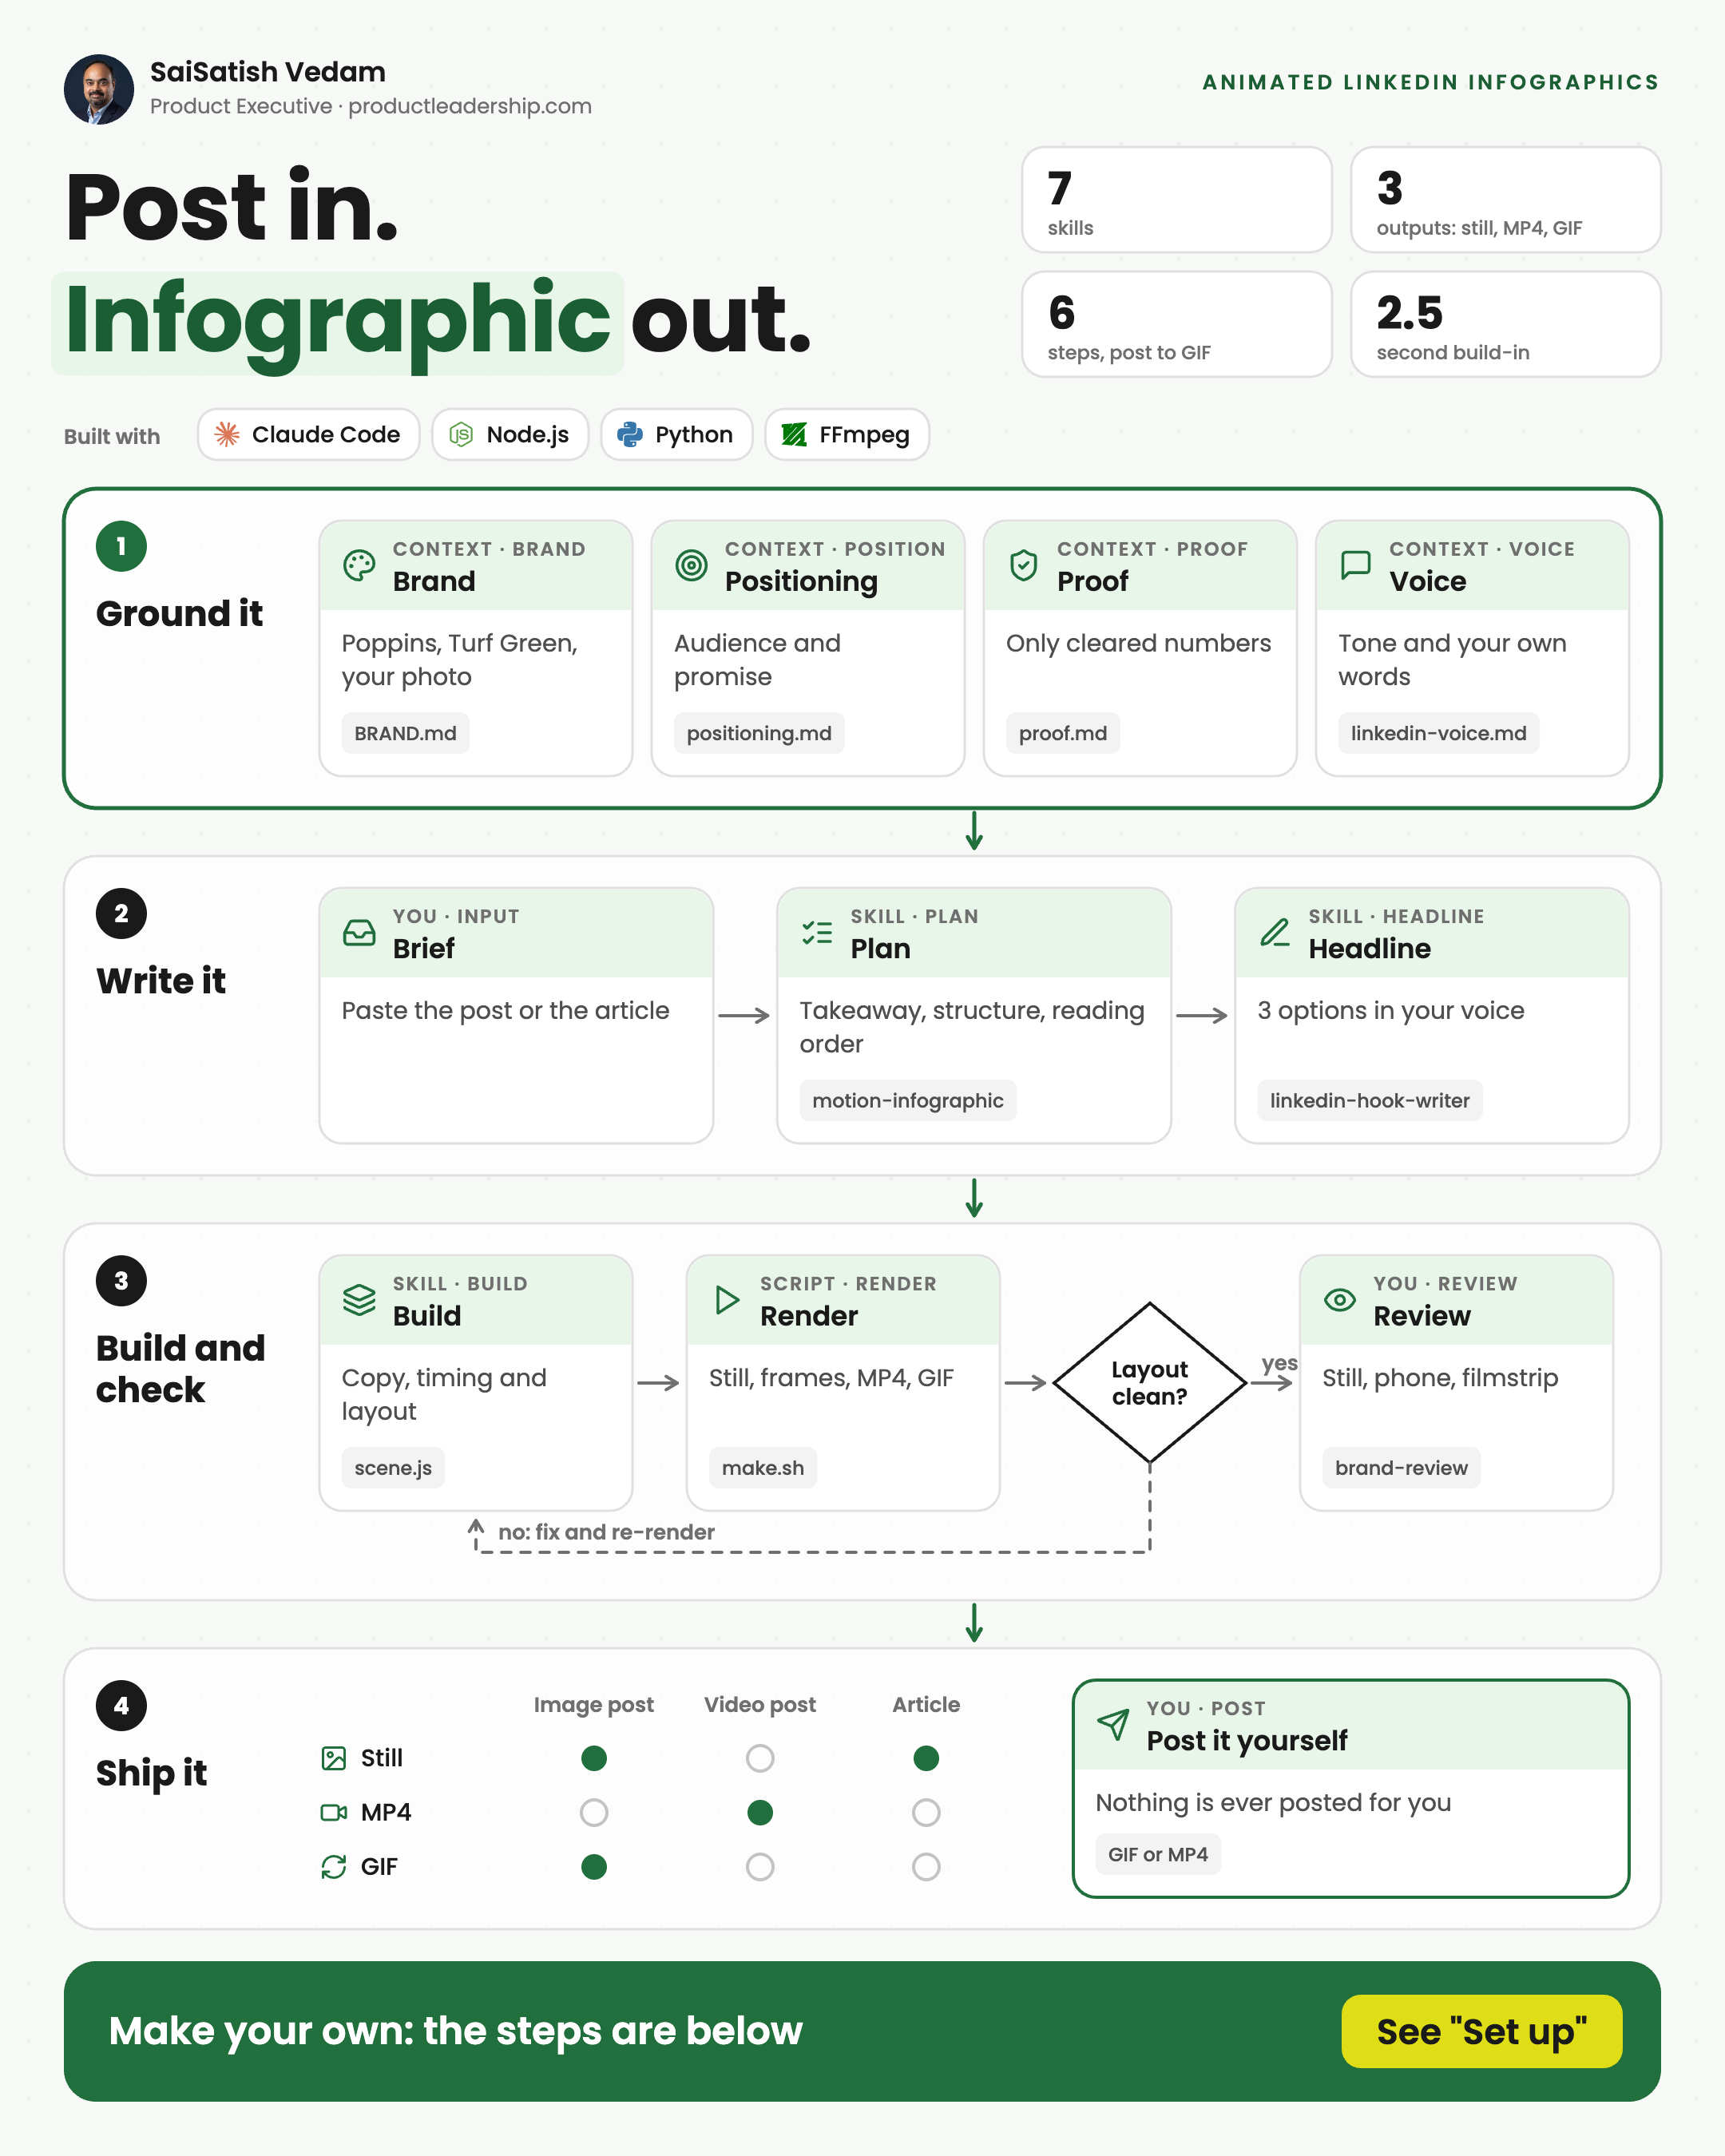 SaiSatish Vedam
Product Executive · productleadership.com
ANIMATED LINKEDIN INFOGRAPHICS
Post in.
Infographic out.
7
skills
3
outputs: still, MP4, GIF
6
steps, post to GIF
2.5
second build-in
Built with
Claude Code
Node.js
Python
FFmpeg
1
Ground it
CONTEXT · BRAND
Brand
Poppins, Turf Green,
your photo
BRAND.md
CONTEXT · POSITION
Positioning
Audience and
promise
positioning.md
CONTEXT · PROOF
Proof
Only cleared numbers
proof.md
CONTEXT · VOICE
Voice
Tone and your own
words
linkedin-voice.md
2
Write it
YOU · INPUT
Brief
Paste the post or the article
SKILL · PLAN
Plan
Takeaway, structure, reading
order
motion-infographic
SKILL · HEADLINE
Headline
3 options in your voice
linkedin-hook-writer
3
Build and
check
SKILL · BUILD
Build
Copy, timing and
layout
scene.js
SCRIPT · RENDER
Render
Still, frames, MP4, GIF
make.sh
Layout
clean?
yes
YOU · REVIEW
Review
Still, phone, filmstrip
brand-review
no: fix and re-render
4
Ship it
Image post
Video post
Article
Still
MP4
GIF
YOU · POST
Post it yourself
Nothing is ever posted for you
GIF or MP4
Make your own: the steps are below
See "Set up"